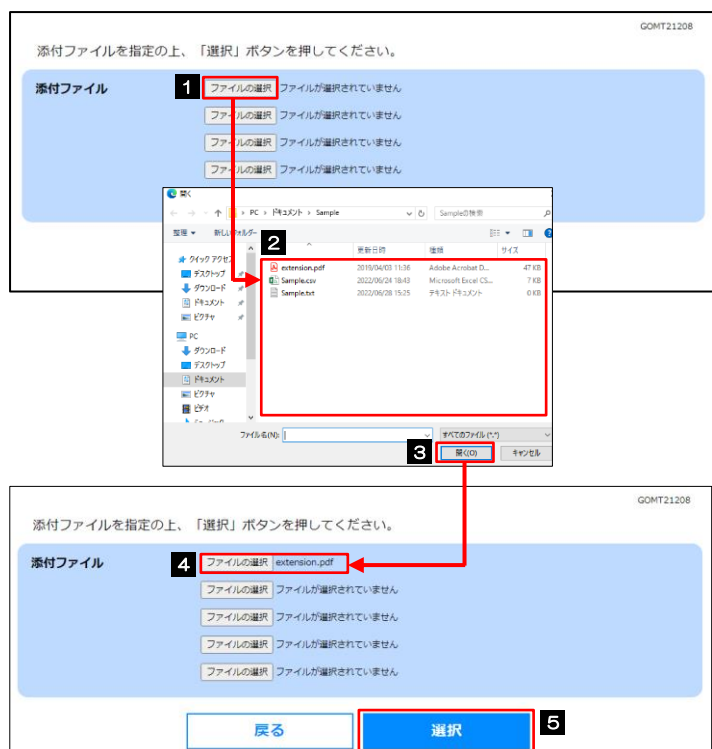 GOMT21208
添付ファイルを指定の上、「選択」ボタンを押してください。
添付ファイル
1
ファイルの選択 ファイルが選択されていません
ファイルの選択 ファイルが選択されていません
ファイルの選択 ファイルが選択されていません
ファイルの選択 ファイルが選択されていません
開く
PC > ドキュメント > Sample
Sampleの検索
整理
新しいフォルダー
2
更新日時 種類 サイズ
クイック アクセス
デスクトップ
ダウンロード
ドキュメント
ピクチャ
PC
ダウンロード
デスクトップ
ドキュメント
ピクチャ
ビデオ
extension.pdf 2019/04/03 11:36 Adobe Acrobat D... 47 KB
Sample.csv 2022/06/24 18:43 Microsoft Excel CS... 7 KB
Sample.txt 2022/06/28 15:25 テキスト ドキュメント 0 KB
ファイル名(N):
すべてのファイル (*.*)
3
開く(O) キャンセル
GOMT21208
添付ファイルを指定の上、「選択」ボタンを押してください。
添付ファイル
4
ファイルの選択 extension.pdf
ファイルの選択 ファイルが選択されていません
ファイルの選択 ファイルが選択されていません
ファイルの選択 ファイルが選択されていません
ファイルの選択 ファイルが選択されていません
戻る
選択
5